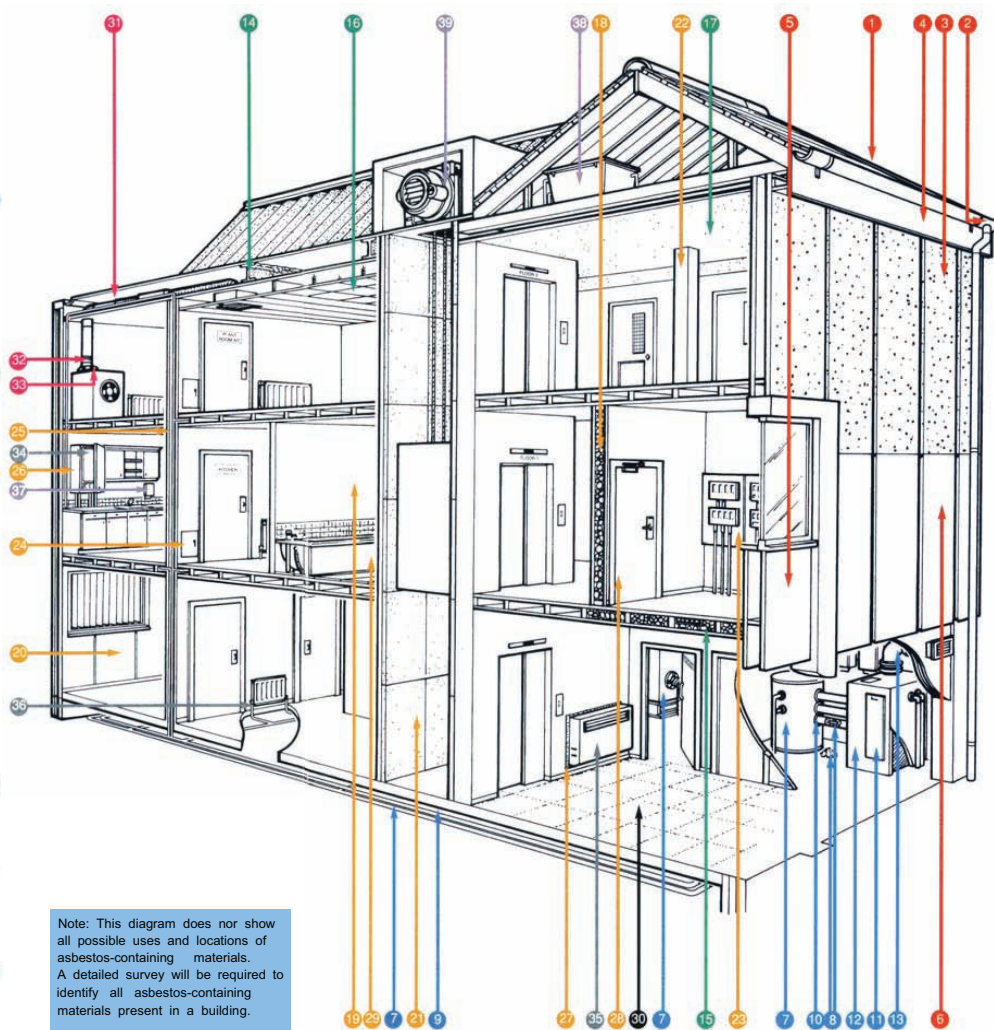 31 14 16 39 38 18 22 17 5 1 4 3 2
FLOOR 2
PLANT
ROOM A/C
32
33
25
34
26
37
KITCHEN
24
20
36
Note: This diagram does nor show
all possible uses and locations of
asbestos-containing materials.
A detailed survey will be required to
identify all asbestos-containing
materials present in a building.
19 29 7 9 21 27 35 28 30 7 15 23 7 10 8 12 11 13 6